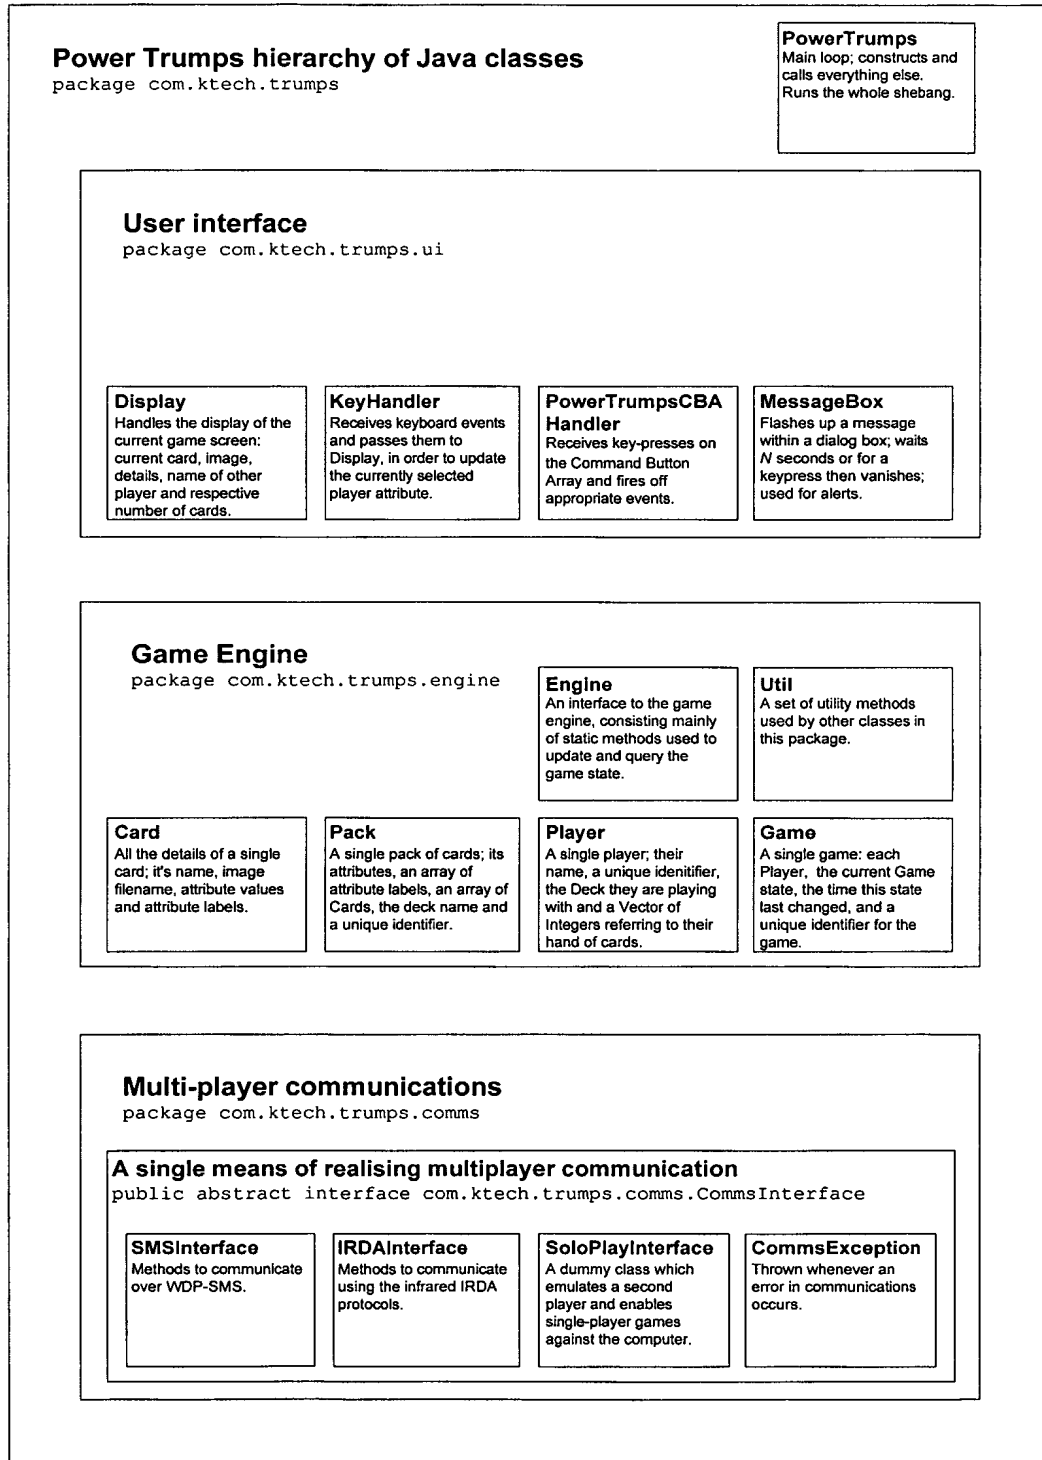 Power Trumps hierarchy of Java classes
package com.ktech.trumps
PowerTrumps
Main loop; constructs and
calls everything else.
Runs the whole shebang.
User interface
package com.ktech.trumps.ui
Display
Handles the display of the
current game screen:
current card, image,
details, name of other
player and respective
number of cards.
KeyHandler
Receives keyboard events
and passes them to
Display, in order to update
the currently selected
player attribute.
PowerTrumpsCBA
Handler
Receives key-presses on
the Command Button
Array and fires off
appropriate events.
MessageBox
Flashes up a message
within a dialog box; waits
N seconds or for a
keypress then vanishes;
used for alerts.
Game Engine
package com.ktech.trumps.engine
Engine
An interface to the game
engine, consisting mainly
of static methods used to
update and query the
game state.
Util
A set of utility methods
used by other classes in
this package.
Card
All the details of a single
card; it's name, image
filename, attribute values
and attribute labels.
Pack
A single pack of cards; its
attributes, an array of
attribute labels, an array of
Cards, the deck name and
a unique identifier.
Player
A single player; their
name, a unique idenitifier,
the Deck they are playing
with and a Vector of
Integers referring to their
hand of cards.
Game
A single game: each
Player, the current Game
state, the time this state
last changed, and a
unique identifier for the
game.
Multi-player communications
package com.ktech.trumps.comms
A single means of realising multiplayer communication
public abstract interface com.ktech.trumps.comms.CommsInterface
SMSInterface
Methods to communicate
over WDP-SMS.
IRDAInterface
Methods to communicate
using the infrared IRDA
protocols.
SoloPlayInterface
A dummy class which
emulates a second
player and enables
single-player games
against the computer.
CommsException
Thrown whenever an
error in communications
occurs.